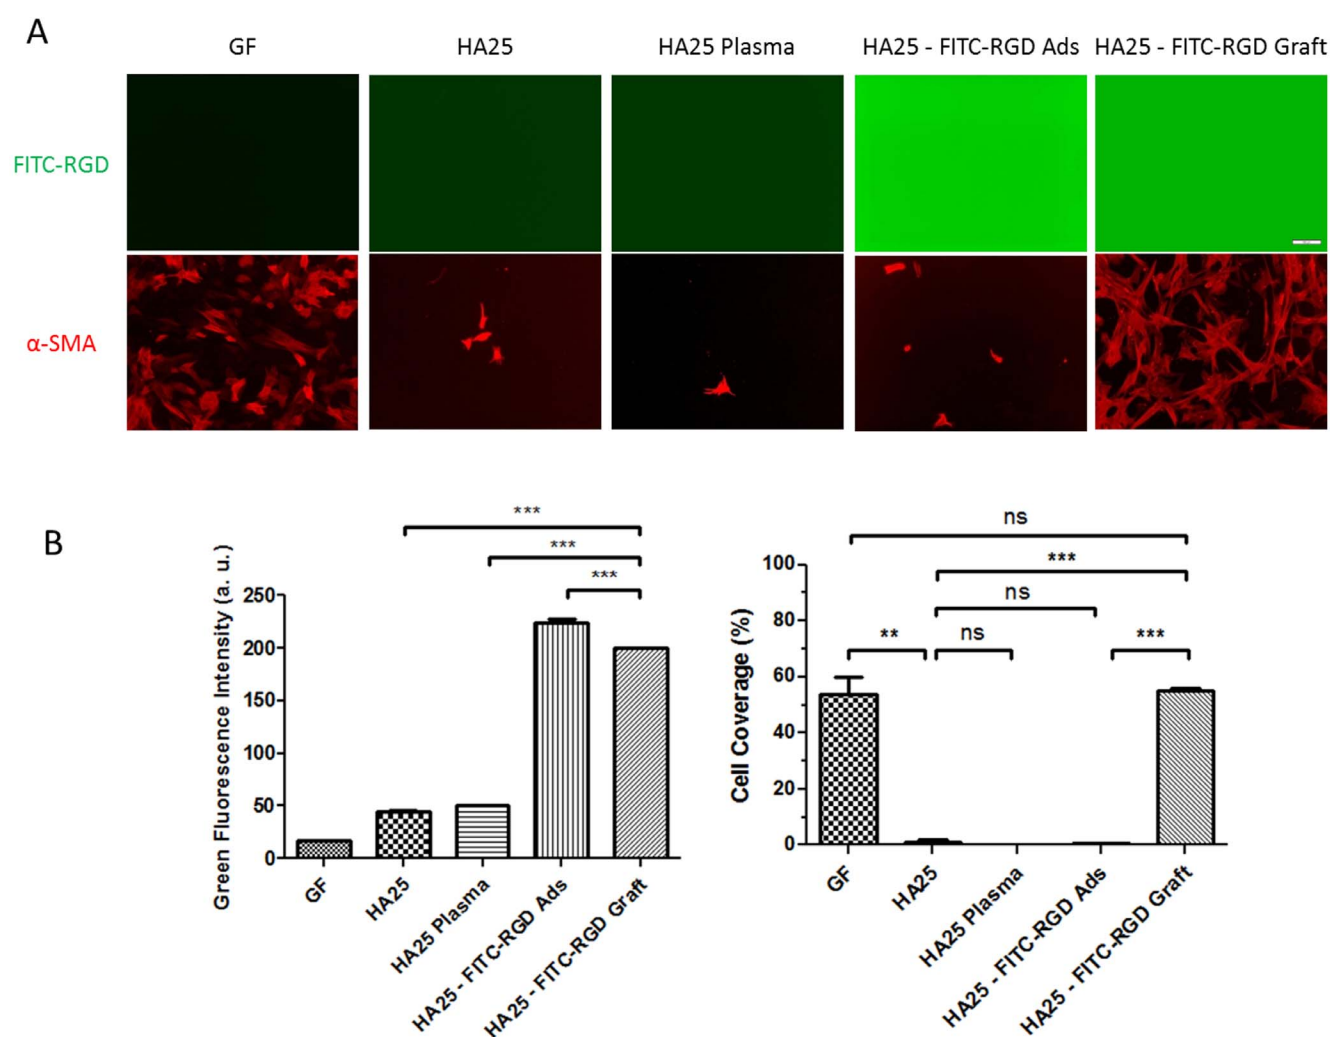 A
GF HA25 HA25 Plasma HA25 - FITC-RGD Ads HA25 - FITC-RGD Graft
FITC-RGD
α-SMA
B
***
***
***
Green Fluorescence Intensity (a. u.)
250
200
150
100
50
0
GF
HA25
HA25 Plasma
HA25 - FITC-RGD Ads
HA25 - FITC-RGD Graft
ns
***
ns
** ns ***
Cell Coverage (%)
100
80
60
40
20
0
GF
HA25
HA25 Plasma
HA25 - FITC-RGD Ads
HA25 - FITC-RGD Graft